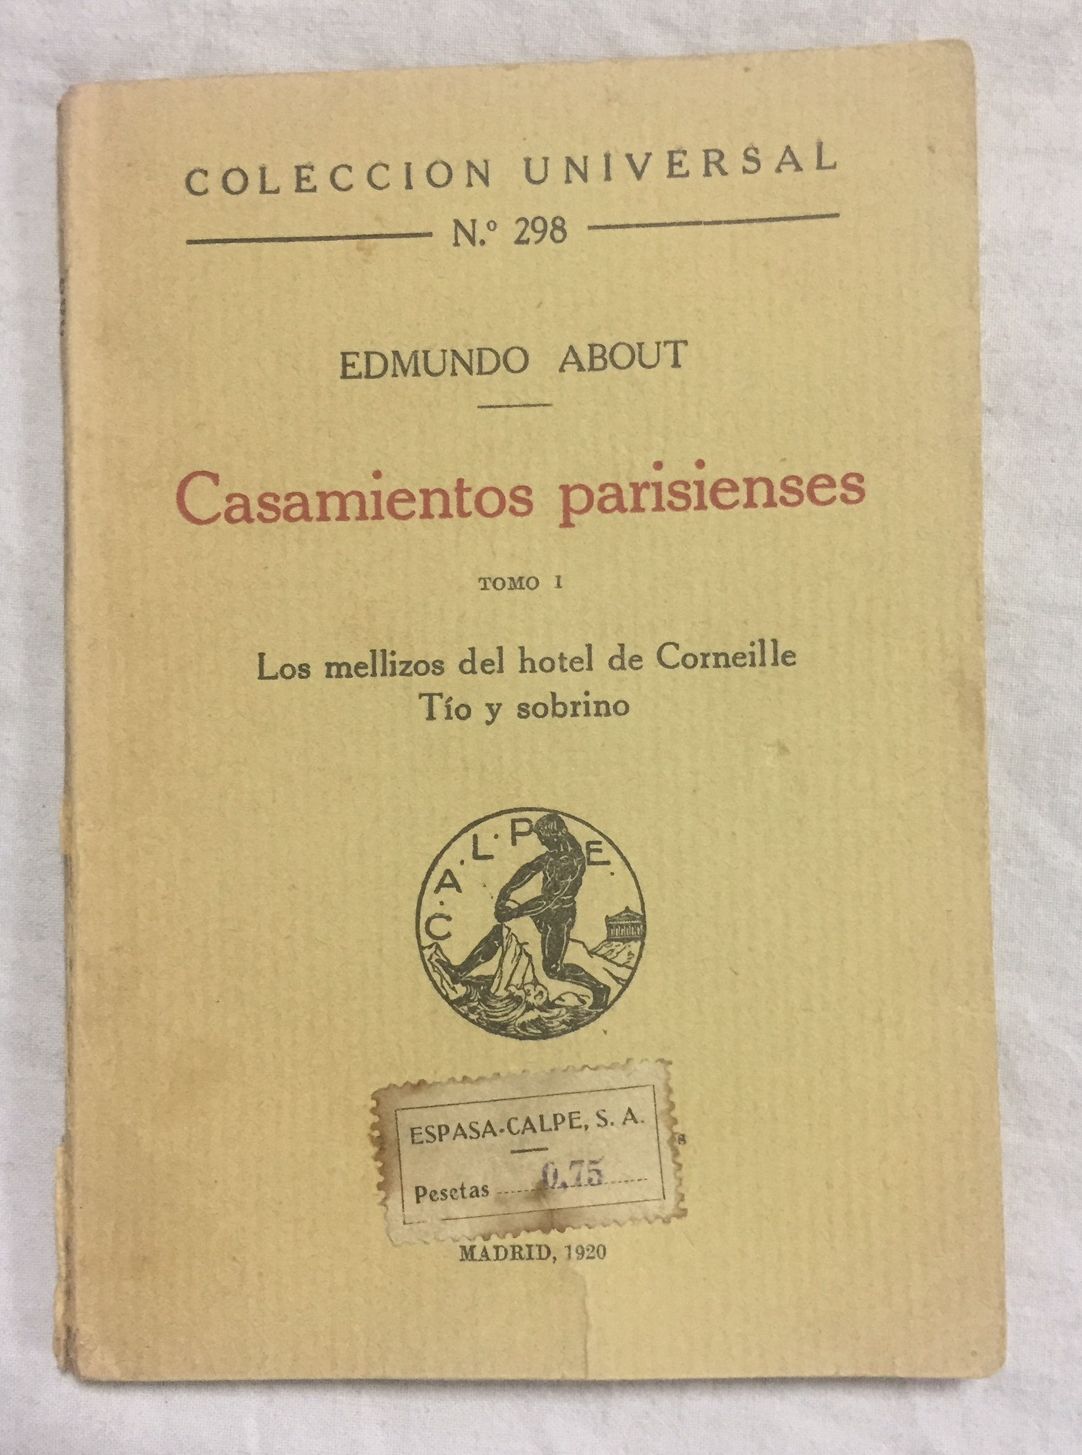 COLECCION UNIVERSAL
N.º 298
EDMUNDO ABOUT
Casamientos parisienses
TOMO I
Los mellizos del hotel de Corneille
Tío y sobrino
C·A·L·P·E·
ESPASA-CALPE, S. A.
Pesetas 0,75
MADRID, 1920